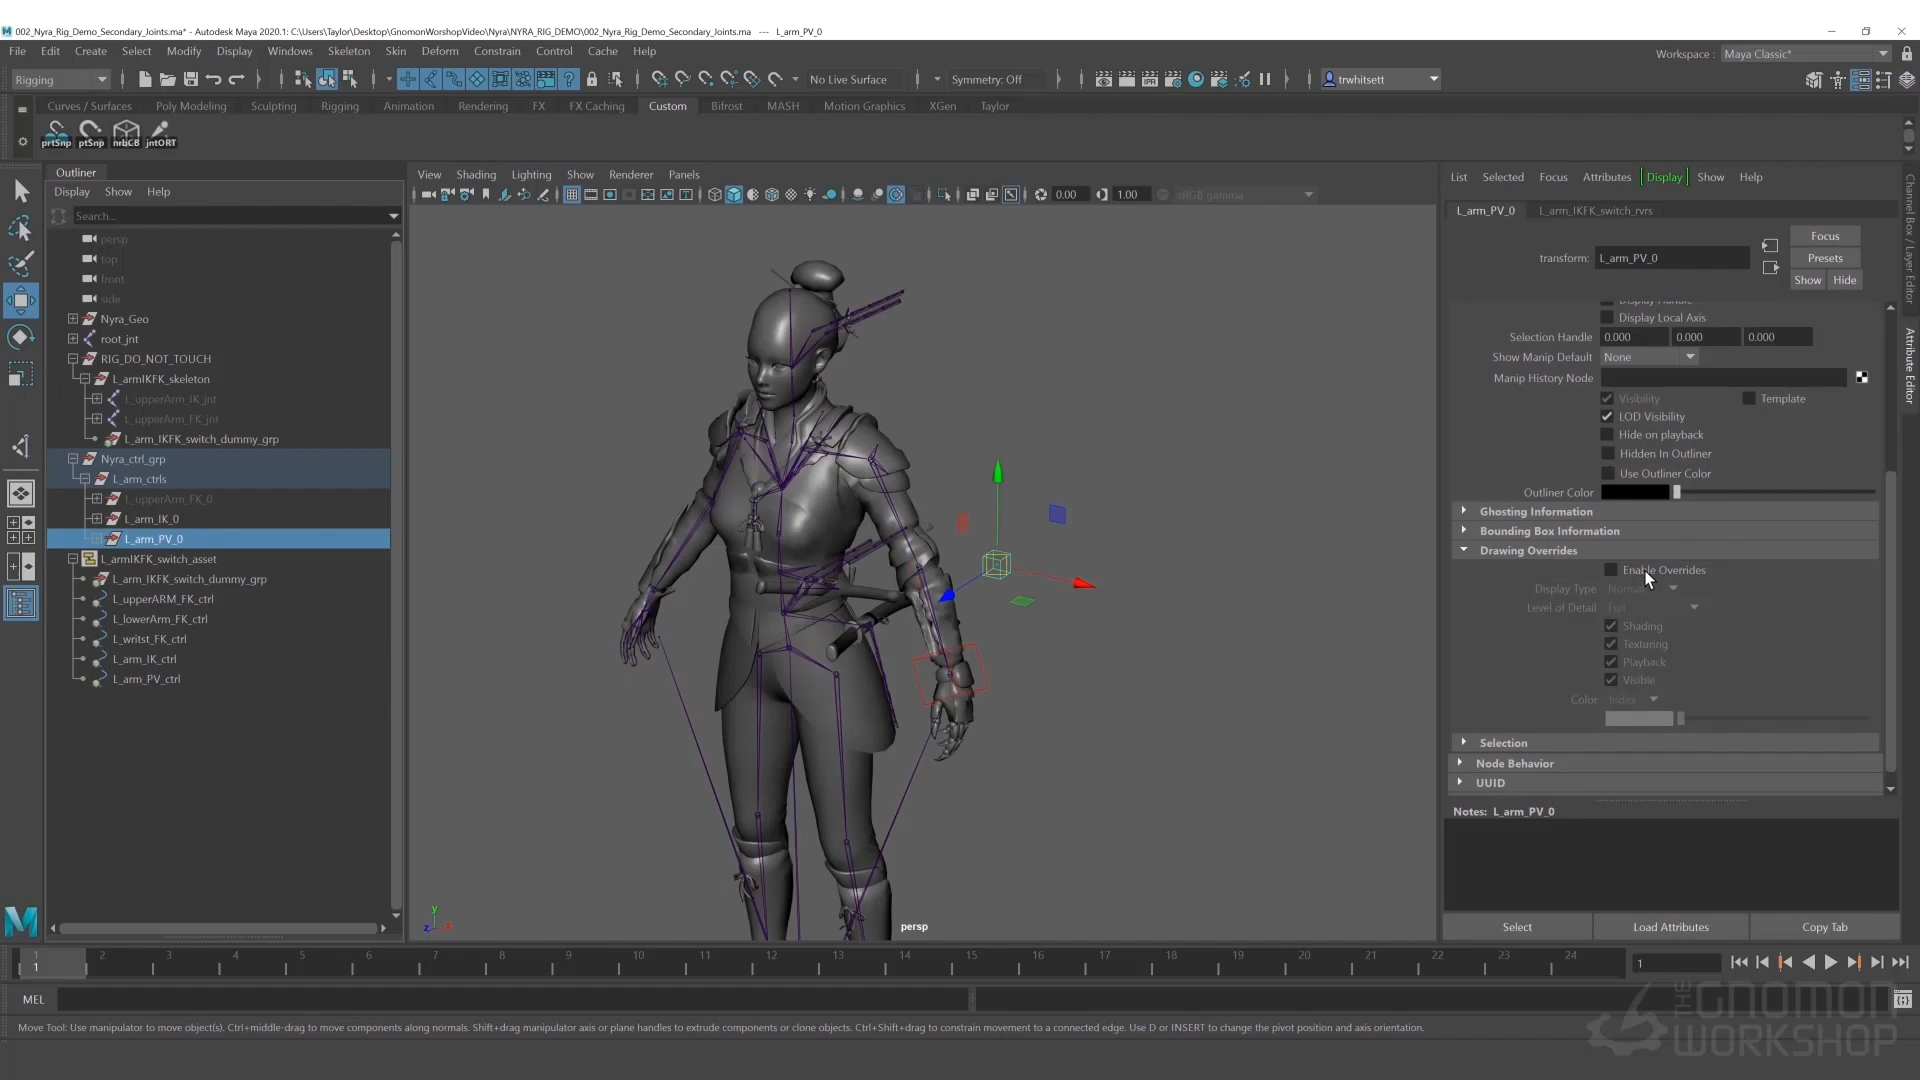 002_Nyra_Rig_Demo_Secondary_Joints.ma* - Autodesk Maya 2020.1: C:\Users\Taylor\Desktop\GnomonWorshopVideo\Nyra\NYRA_RIG_DEMO\002_Nyra_Rig_Demo_Secondary_Joints.ma --- L_arm_PV_0
File Edit Create Select Modify Display Windows Skeleton Skin Deform Constrain Control Cache Help
Workspace : Maya Classic*
Rigging
No Live Surface
Symmetry: Off
trwhitsett
Curves / Surfaces Poly Modeling Sculpting Rigging Animation Rendering FX FX Caching Custom Bifrost MASH Motion Graphics XGen Taylor
prtSnp ptSnp nrbCB jntORT
Outliner
Display Show Help
Search...
persp
top
front
side
Nyra_Geo
root_jnt
RIG_DO_NOT_TOUCH
L_armIKFK_skeleton
L_upperArm_IK_jnt
L_upperArm_FK_jnt
L_arm_IKFK_switch_dummy_grp
Nyra_ctrl_grp
L_arm_ctrls
L_upperArm_FK_0
L_arm_IK_0
L_arm_PV_0
L_armIKFK_switch_asset
L_arm_IKFK_switch_dummy_grp
L_upperARM_FK_ctrl
L_lowerArm_FK_ctrl
L_writst_FK_ctrl
L_arm_IK_ctrl
L_arm_PV_ctrl
View Shading Lighting Show Renderer Panels
0.00 1.00 sRGB gamma
y
z x
persp
List Selected Focus Attributes Display Show Help
L_arm_PV_0 L_arm_IKFK_switch_rvrs
Focus
transform: L_arm_PV_0 Presets
Show Hide
Display Handle
Display Local Axis
Selection Handle 0.000 0.000 0.000
Show Manip Default None
Manip History Node
Visibility Template
LOD Visibility
Hide on playback
Hidden In Outliner
Use Outliner Color
Outliner Color
Ghosting Information
Bounding Box Information
Drawing Overrides
Enable Overrides
Display Type Normal
Level of Detail Full
Shading
Texturing
Playback
Visible
Color Index
Selection
Node Behavior
UUID
Notes: L_arm_PV_0
Select Load Attributes Copy Tab
Channel Box / Layer Editor
Attribute Editor
1 2 3 4 5 6 7 8 9 10 11 12 13 14 15 16 17 18 19 20 21 22 23 24
1
1
MEL
Move Tool: Use manipulator to move object(s). Ctrl+middle-drag to move components along normals. Shift+drag manipulator axis or plane handles to extrude components or clone objects. Ctrl+Shift+drag to constrain movement to a connected edge. Use D or INSERT to change the pivot position and axis orientation.
THE GNOMON
WORKSHOP